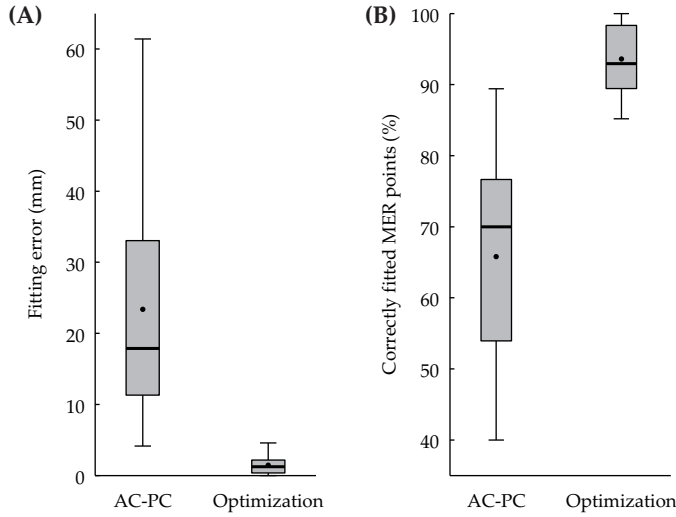 (A)
Fitting error (mm)
60
50
40
30
20
10
0
AC-PC Optimization
(B)
Correctly fitted MER points (%)
100
90
80
70
60
50
40
AC-PC Optimization